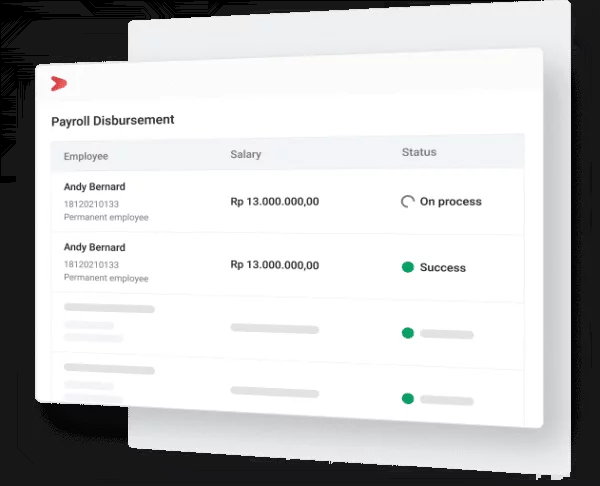 Payroll Disbursement
Employee Salary Status
Andy Bernard
18120210133
Permanent employee
Rp 13.000.000,00
On process
Andy Bernard
18120210133
Permanent employee
Rp 13.000.000,00
Success